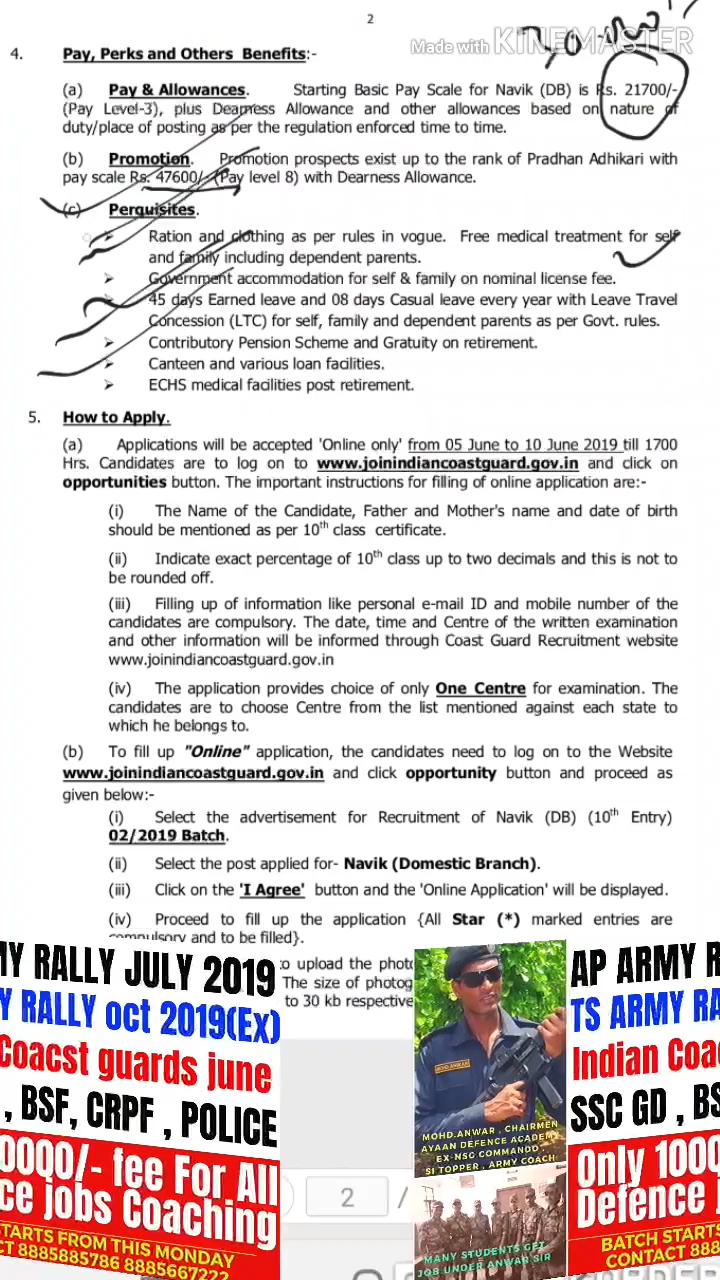 2
Made with KINEMASTER
4. Pay, Perks and Others Benefits:-
(a) Pay & Allowances. Starting Basic Pay Scale for Navik (DB) is Rs. 21700/-
(Pay Level-3), plus Dearness Allowance and other allowances based on nature of
duty/place of posting as per the regulation enforced time to time.
(b) Promotion. Promotion prospects exist up to the rank of Pradhan Adhikari with
pay scale Rs. 47600/- (Pay level 8) with Dearness Allowance.
(c) Perquisites.
➢ Ration and clothing as per rules in vogue. Free medical treatment for self
and family including dependent parents.
➢ Government accommodation for self & family on nominal license fee.
➢ 45 days Earned leave and 08 days Casual leave every year with Leave Travel
Concession (LTC) for self, family and dependent parents as per Govt. rules.
➢ Contributory Pension Scheme and Gratuity on retirement.
➢ Canteen and various loan facilities.
➢ ECHS medical facilities post retirement.
5. How to Apply.
(a) Applications will be accepted 'Online only' from 05 June to 10 June 2019 till 1700
Hrs. Candidates are to log on to www.joinindiancoastguard.gov.in and click on
opportunities button. The important instructions for filling of online application are:-
(i) The Name of the Candidate, Father and Mother's name and date of birth
should be mentioned as per 10th class certificate.
(ii) Indicate exact percentage of 10th class up to two decimals and this is not to
be rounded off.
(iii) Filling up of information like personal e-mail ID and mobile number of the
candidates are compulsory. The date, time and Centre of the written examination
and other information will be informed through Coast Guard Recruitment website
www.joinindiancoastguard.gov.in
(iv) The application provides choice of only One Centre for examination. The
candidates are to choose Centre from the list mentioned against each state to
which he belongs to.
(b) To fill up "Online" application, the candidates need to log on to the Website
www.joinindiancoastguard.gov.in and click opportunity button and proceed as
given below:-
(i) Select the advertisement for Recruitment of Navik (DB) (10th Entry)
02/2019 Batch.
(ii) Select the post applied for- Navik (Domestic Branch).
(iii) Click on the 'I Agree' button and the 'Online Application' will be displayed.
(iv) Proceed to fill up the application {All Star (*) marked entries are
compulsory and to be filled}.
to upload the photo
The size of photog
to 30 kb respective
MY RALLY JULY 2019
Y RALLY oct 2019(Ex)
coacst guards june
, BSF, CRPF , POLICE
0000/- fee For All
ce jobs Coaching
TARTS FROM THIS MONDAY
CT 8885885786 8885667222
MOHD.ANWAR
MOHD.ANWAR , CHAIRMEN
AYAAN DEFENCE ACADEMY
EX-NSG COMMANDO ,
SI TOPPER , ARMY COACH
MANY STUDENTS GET
JOB UNDER ANWAR SIR
AP ARMY R
TS ARMY RA
Indian Coa
SSC GD , BS
Only 1000
Defence
BATCH STARTS
CONTACT 888
2 /